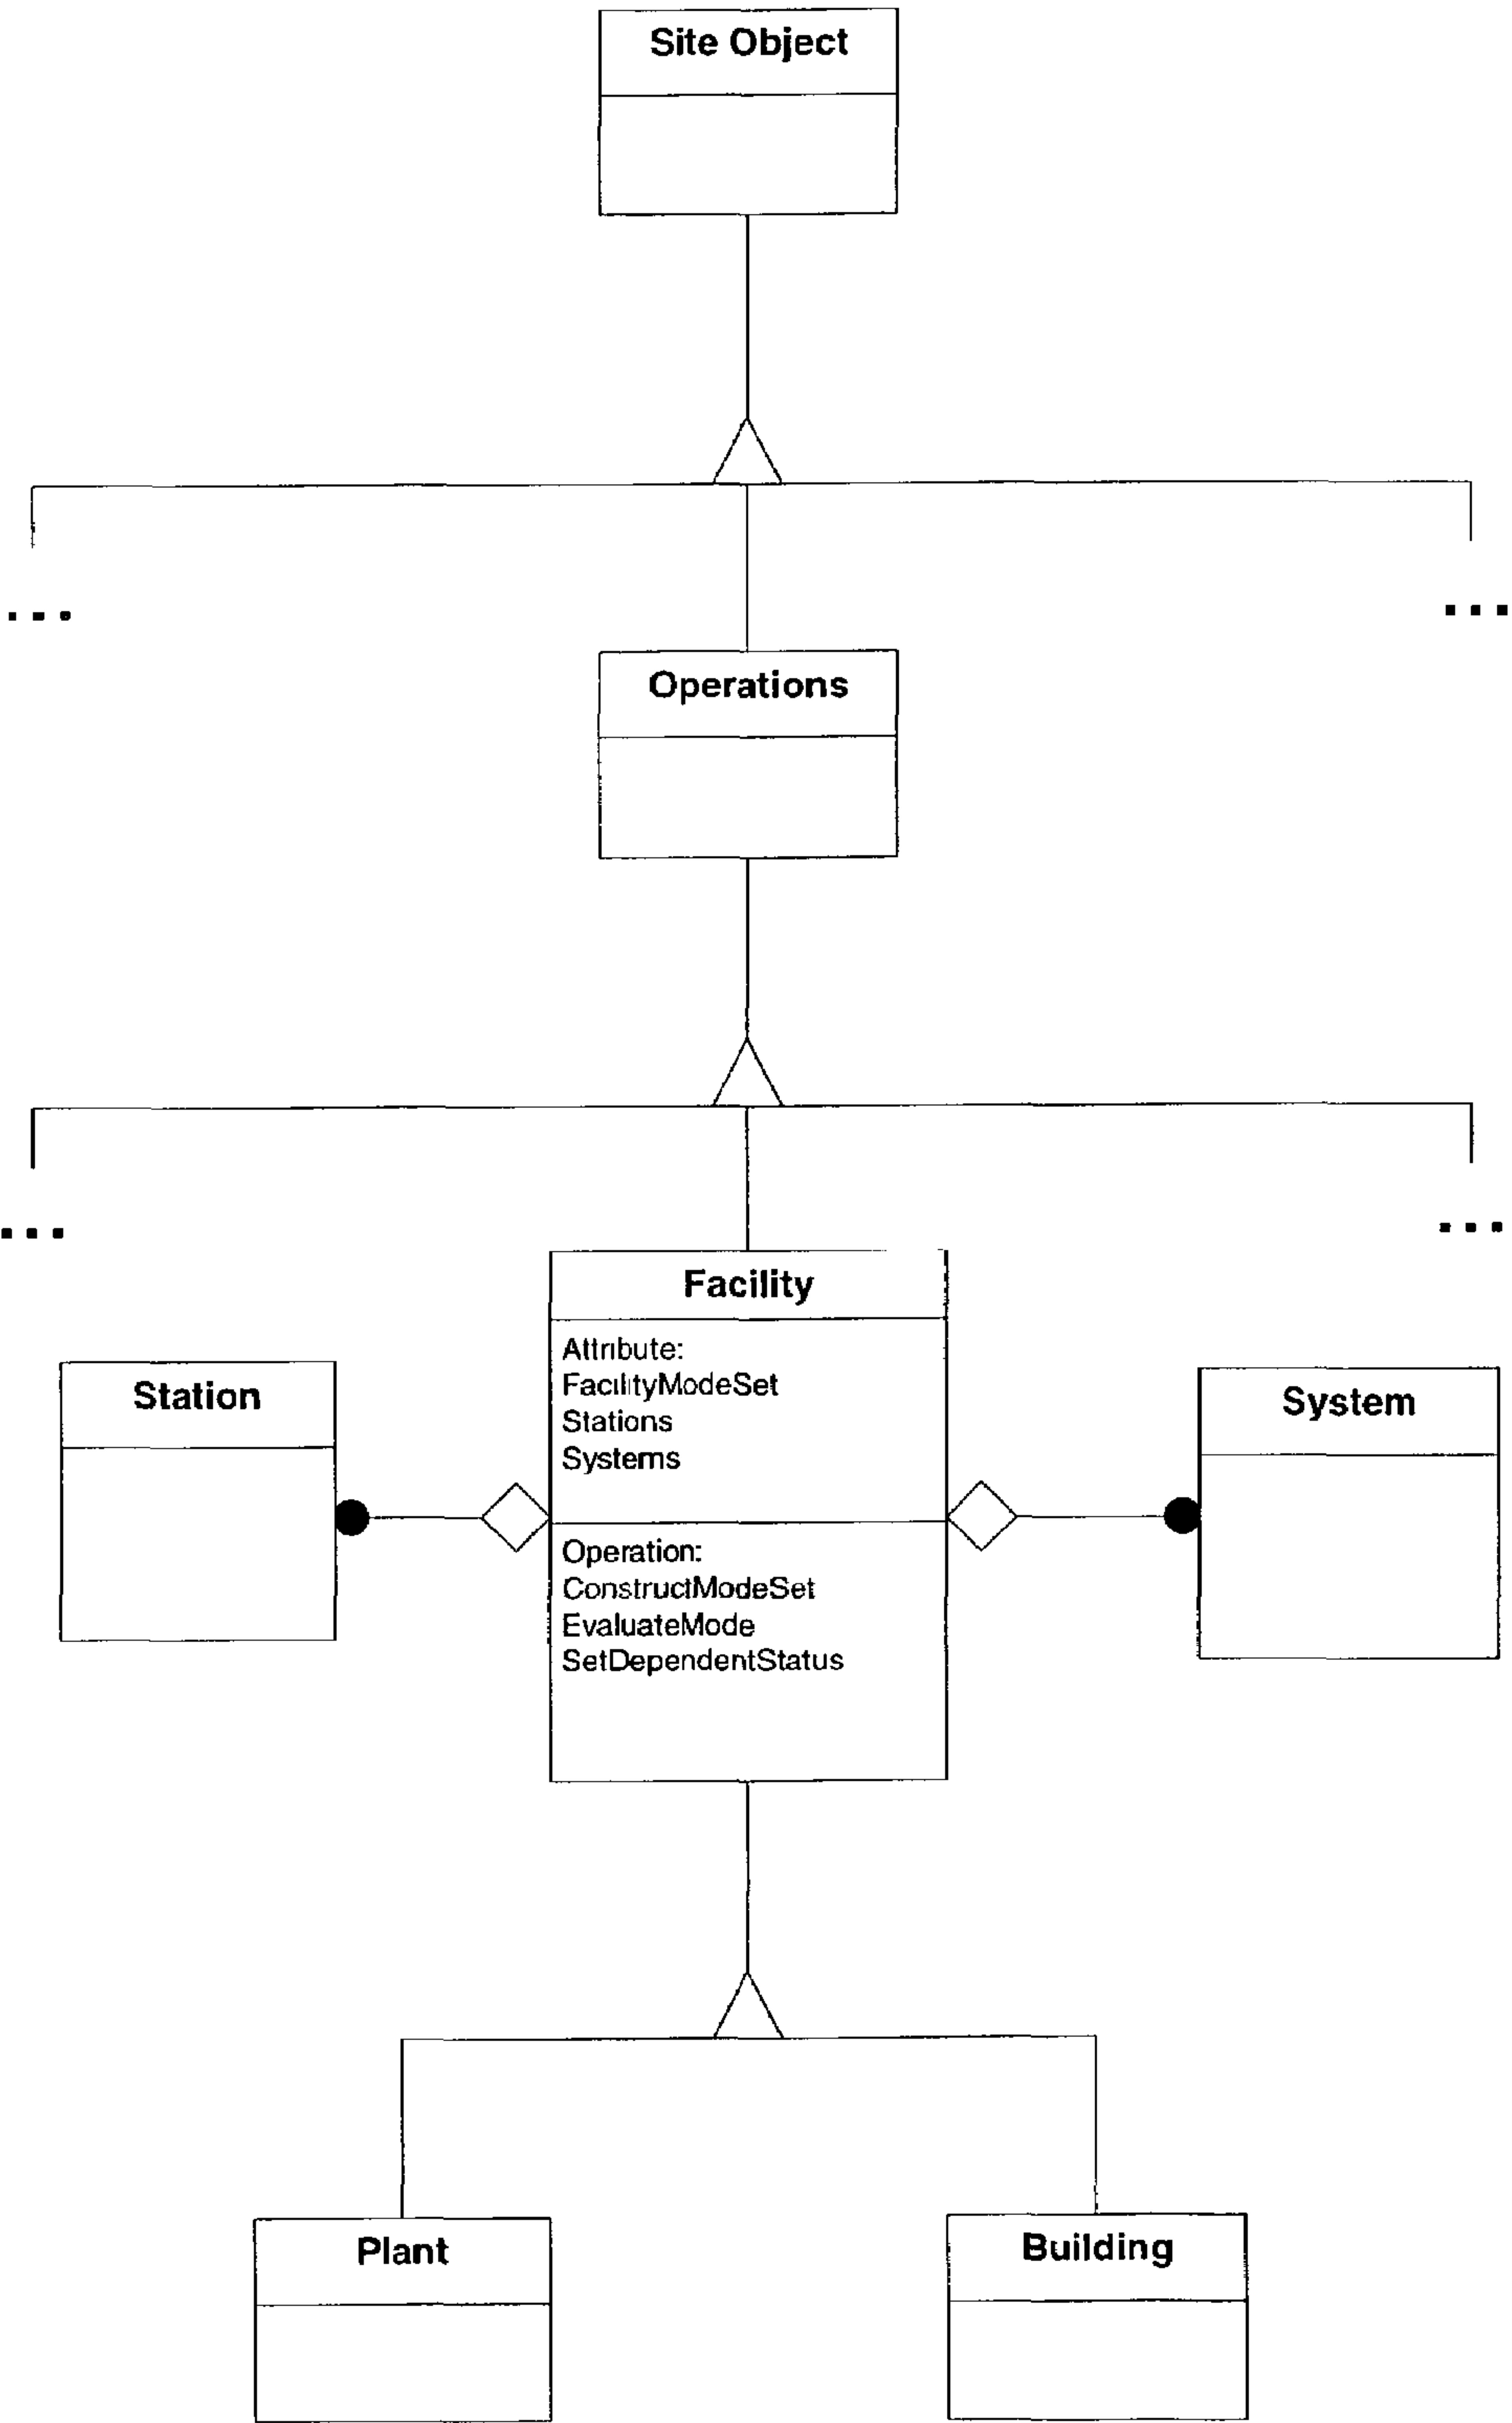 Site Object
... ...
Operations
... ...
Facility
Attribute:
FacilityModeSet
Stations
Systems
Operation:
ConstructModeSet
EvaluateMode
SetDependentStatus
Station
System
Plant
Building